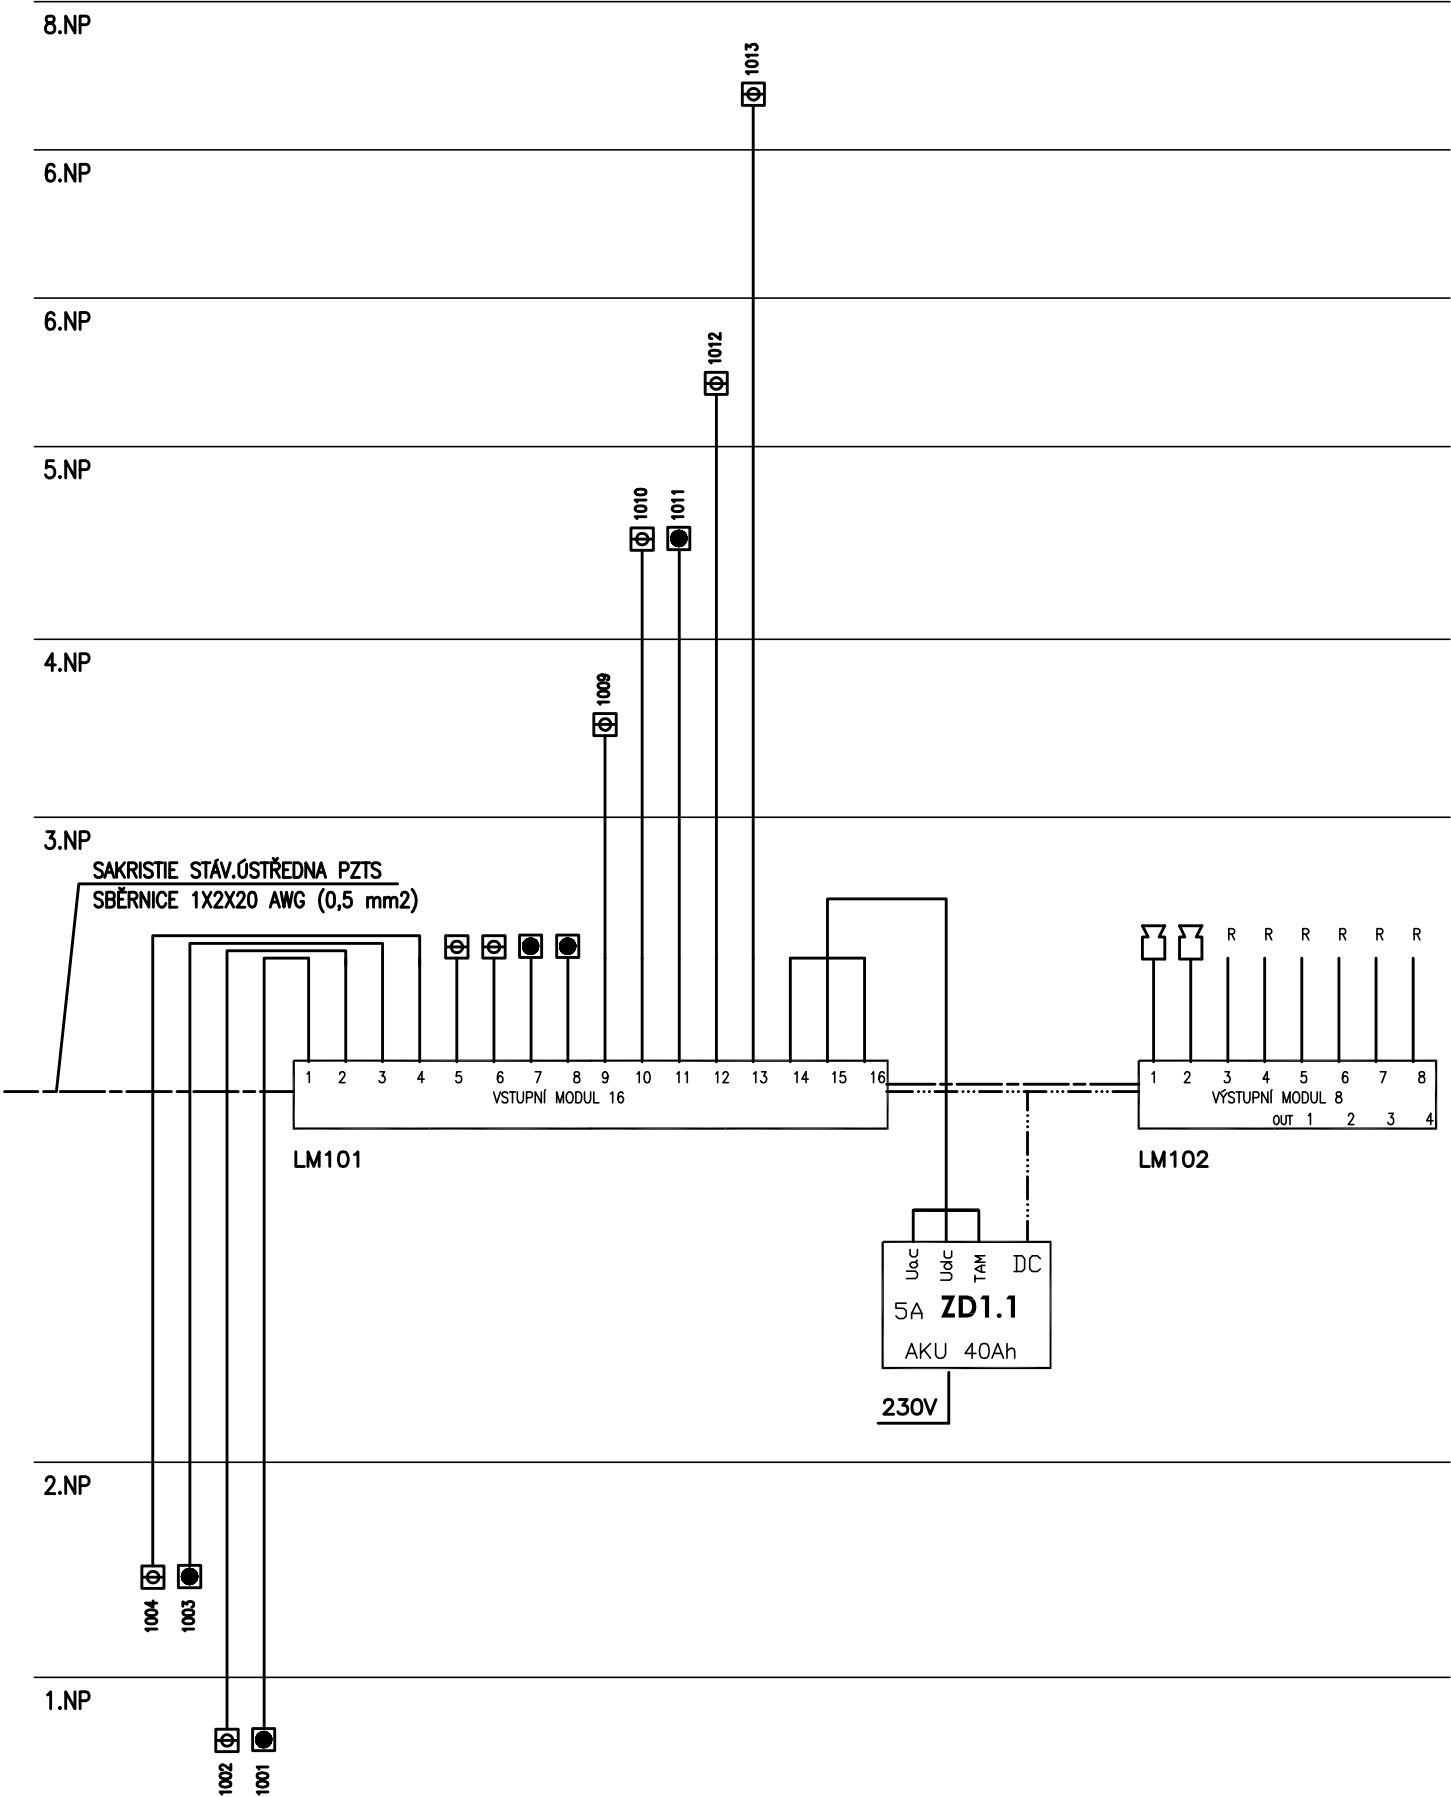 8.NP
1013
6.NP
6.NP
1012
5.NP
1010 1011
4.NP
1009
3.NP
SAKRISTIE STÁV.ÚSTŘEDNA PZTS
SBĚRNICE 1X2X20 AWG (0,5 mm2)
R R R R R R
1 2 3 4 5 6 7 8 9 10 11 12 13 14 15 16
VSTUPNÍ MODUL 16
LM101
1 2 3 4 5 6 7 8
VÝSTUPNÍ MODUL 8
OUT 1 2 3 4
LM102
Uac Udc TAM DC
5A ZD1.1
AKU 40Ah
230V
2.NP
1004 1003
1.NP
1002 1001